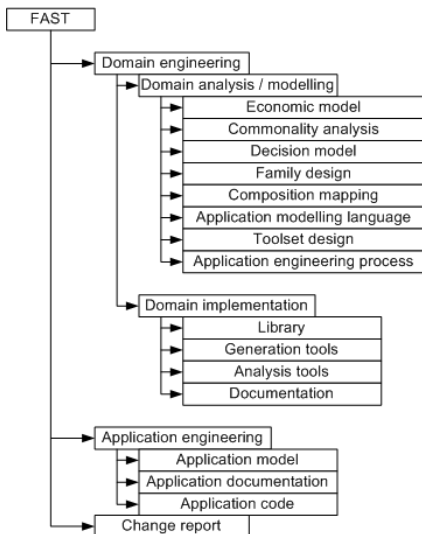 FAST
Domain engineering
Domain analysis / modelling
Economic model
Commonality analysis
Decision model
Family design
Composition mapping
Application modelling language
Toolset design
Application engineering process
Domain implementation
Library
Generation tools
Analysis tools
Documentation
Application engineering
Application model
Application documentation
Application code
Change report